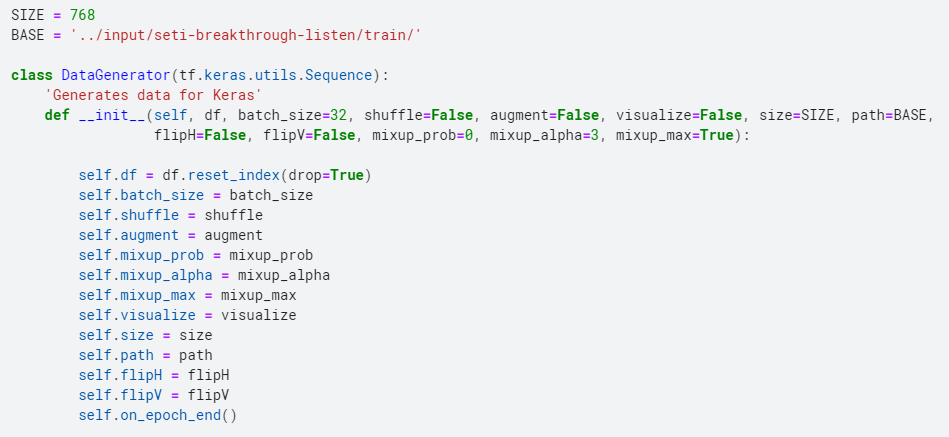 SIZE = 768
BASE = '../input/seti-breakthrough-listen/train/'
class DataGenerator(tf.keras.utils.Sequence):
    'Generates data for Keras'
    def __init__(self, df, batch_size=32, shuffle=False, augment=False, visualize=False, size=SIZE, path=BASE,
                 flipH=False, flipV=False, mixup_prob=0, mixup_alpha=3, mixup_max=True):
        self.df = df.reset_index(drop=True)
        self.batch_size = batch_size
        self.shuffle = shuffle
        self.augment = augment
        self.mixup_prob = mixup_prob
        self.mixup_alpha = mixup_alpha
        self.mixup_max = mixup_max
        self.visualize = visualize
        self.size = size
        self.path = path
        self.flipH = flipH
        self.flipV = flipV
        self.on_epoch_end()